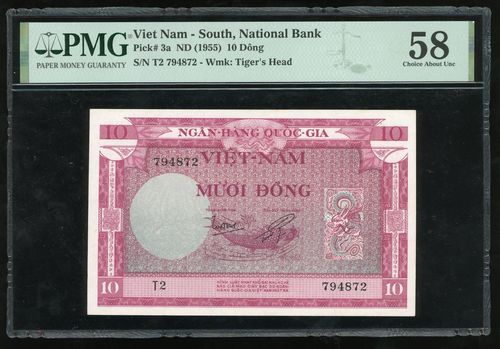 PMG
PAPER MONEY GUARANTY
Viet Nam - South, National Bank
Pick# 3a ND (1955) 10 Dông
S/N T2 794872 - Wmk: Tiger's Head
58
Choice About Unc
10 NGÂN-HÀNG QUỐC-GIA 10
VIỆT-NAM
794872
MƯỜI ĐỒNG
T2
794872
10 10